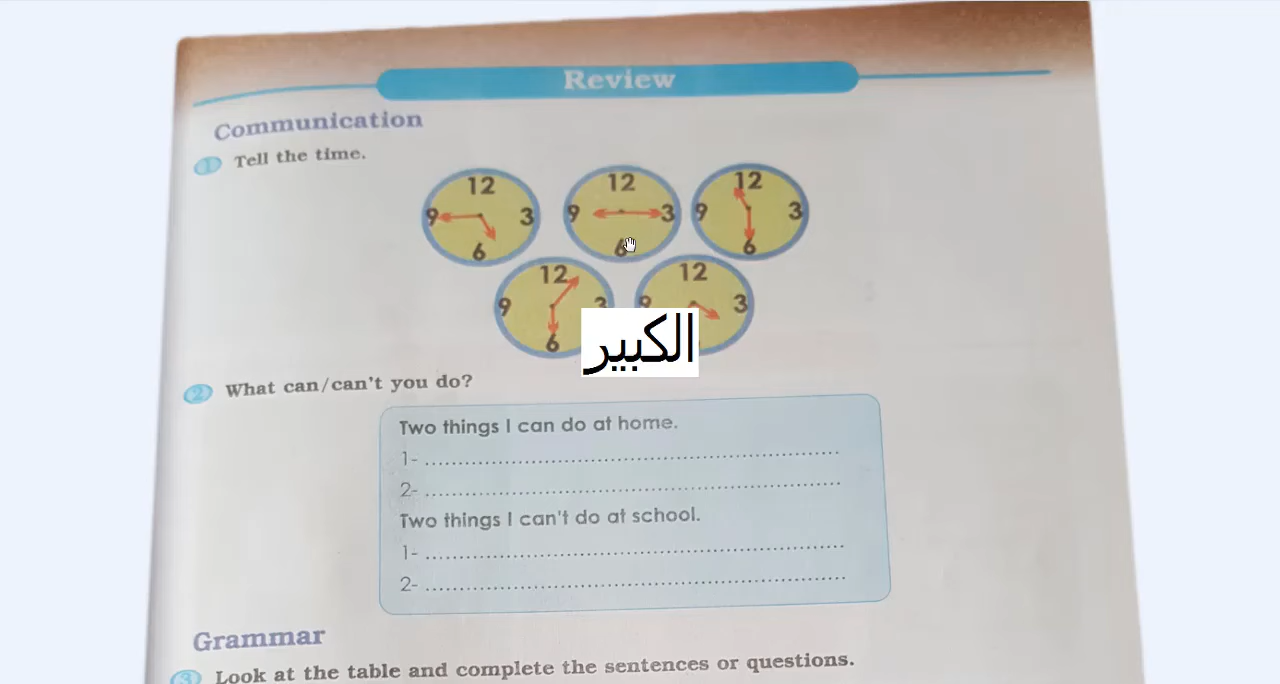 Review
Communication
1 Tell the time.
12 12 12
9 3 9 3 9 3
6 6 6
12 12
9 3 9 3
6
الكبير
2 What can/can't you do?
Two things I can do at home.
1- ................................................................
2- ................................................................
Two things I can't do at school.
1- ................................................................
2- ................................................................
Grammar
3 Look at the table and complete the sentences or questions.